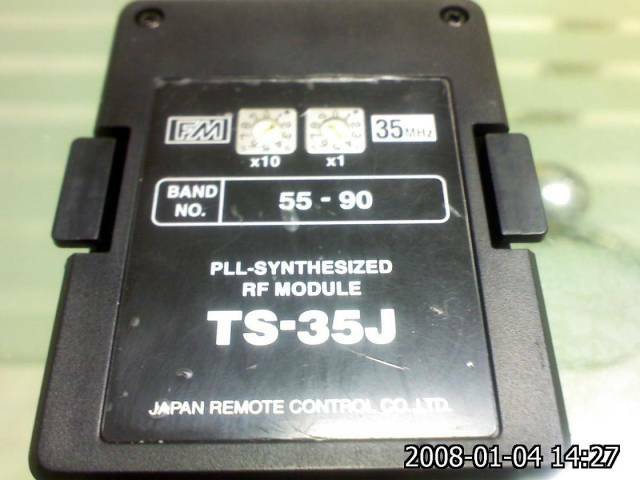 FM 35MHz
x10 x1
BAND NO. 55 - 90
PLL-SYNTHESIZED
RF MODULE
TS-35J
JAPAN REMOTE CONTROL CO.,LTD.
2008-01-04 14:27